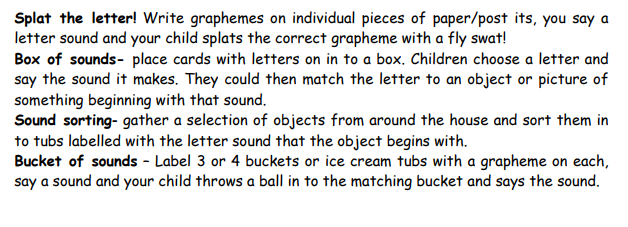 Splat the letter! Write graphemes on individual pieces of paper/post its, you say a
letter sound and your child splats the correct grapheme with a fly swat!
Box of sounds- place cards with letters on in to a box. Children choose a letter and
say the sound it makes. They could then match the letter to an object or picture of
something beginning with that sound.
Sound sorting- gather a selection of objects from around the house and sort them in
to tubs labelled with the letter sound that the object begins with.
Bucket of sounds – Label 3 or 4 buckets or ice cream tubs with a grapheme on each,
say a sound and your child throws a ball in to the matching bucket and says the sound.